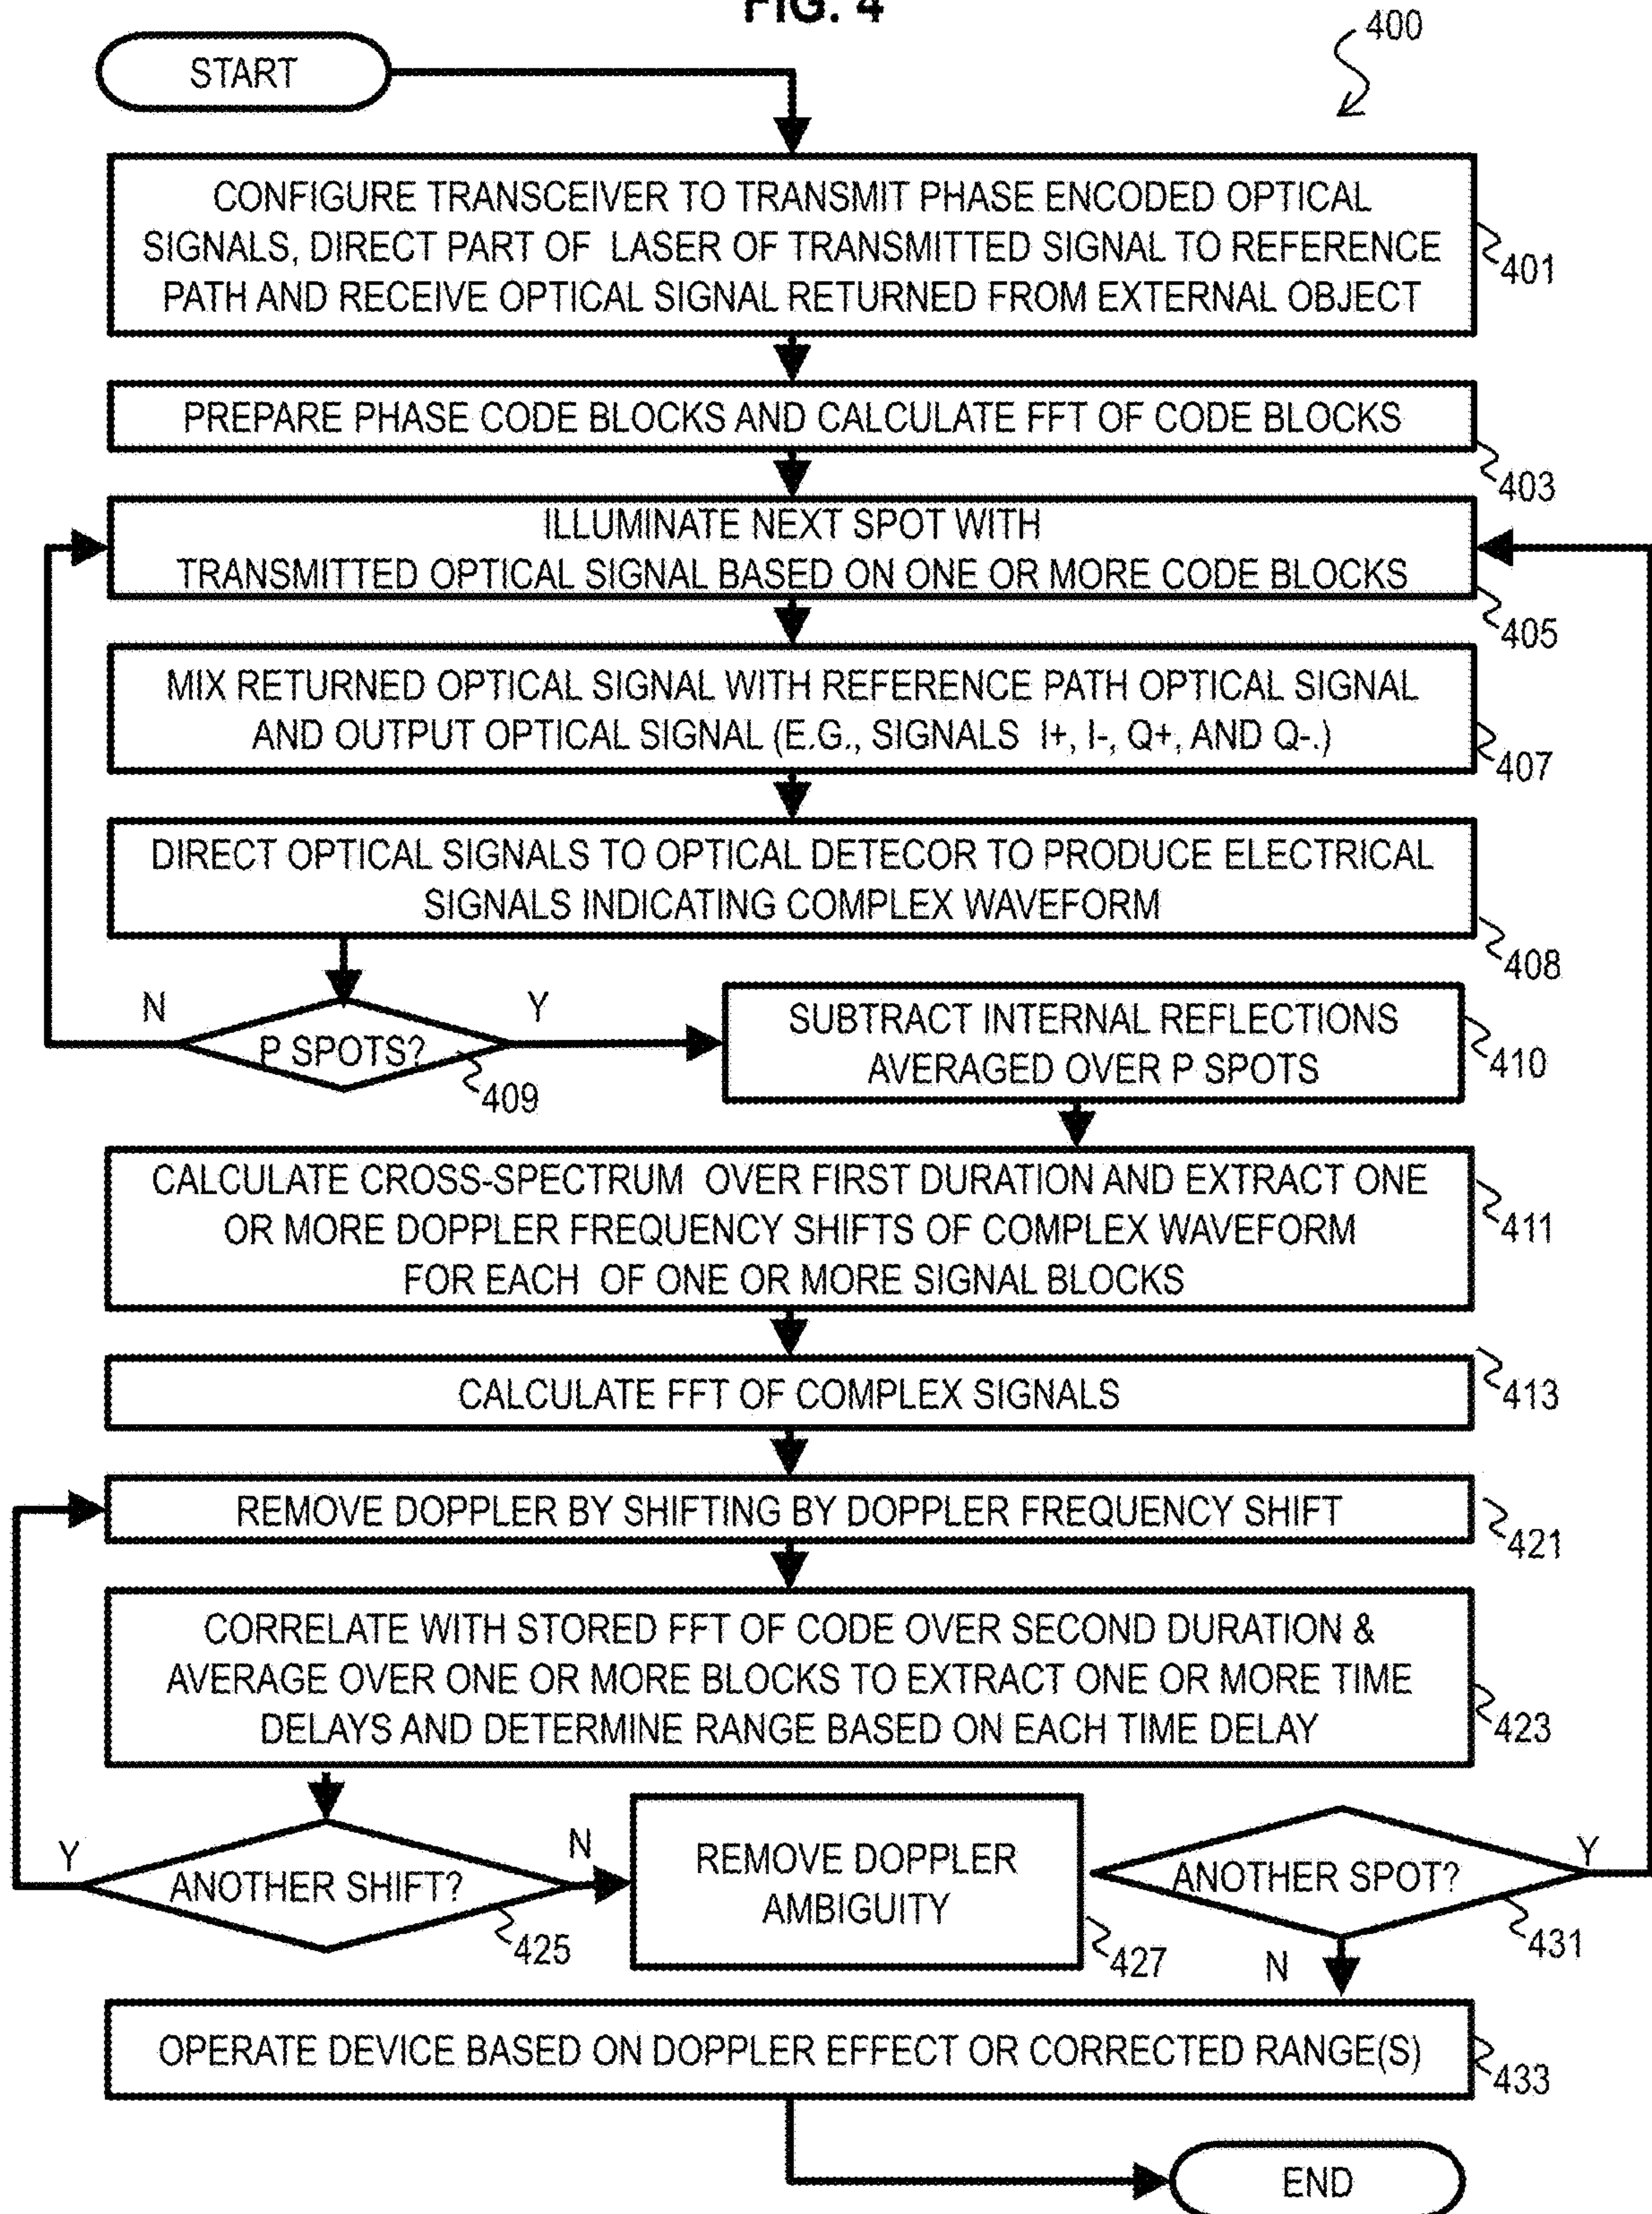 FIG. 4
400
START
CONFIGURE TRANSCEIVER TO TRANSMIT PHASE ENCODED OPTICAL
SIGNALS, DIRECT PART OF LASER OF TRANSMITTED SIGNAL TO REFERENCE
PATH AND RECEIVE OPTICAL SIGNAL RETURNED FROM EXTERNAL OBJECT
401
PREPARE PHASE CODE BLOCKS AND CALCULATE FFT OF CODE BLOCKS
403
ILLUMINATE NEXT SPOT WITH
TRANSMITTED OPTICAL SIGNAL BASED ON ONE OR MORE CODE BLOCKS
405
MIX RETURNED OPTICAL SIGNAL WITH REFERENCE PATH OPTICAL SIGNAL
AND OUTPUT OPTICAL SIGNAL (E.G., SIGNALS I+, I-, Q+, AND Q-.)
407
DIRECT OPTICAL SIGNALS TO OPTICAL DETECOR TO PRODUCE ELECTRICAL
SIGNALS INDICATING COMPLEX WAVEFORM
408
N
P SPOTS?
Y
409
SUBTRACT INTERNAL REFLECTIONS
AVERAGED OVER P SPOTS
410
CALCULATE CROSS-SPECTRUM OVER FIRST DURATION AND EXTRACT ONE
OR MORE DOPPLER FREQUENCY SHIFTS OF COMPLEX WAVEFORM
FOR EACH OF ONE OR MORE SIGNAL BLOCKS
411
CALCULATE FFT OF COMPLEX SIGNALS
413
REMOVE DOPPLER BY SHIFTING BY DOPPLER FREQUENCY SHIFT
421
CORRELATE WITH STORED FFT OF CODE OVER SECOND DURATION &
AVERAGE OVER ONE OR MORE BLOCKS TO EXTRACT ONE OR MORE TIME
DELAYS AND DETERMINE RANGE BASED ON EACH TIME DELAY
423
Y
ANOTHER SHIFT?
N
425
REMOVE DOPPLER
AMBIGUITY
427
ANOTHER SPOT?
Y
431
N
OPERATE DEVICE BASED ON DOPPLER EFFECT OR CORRECTED RANGE(S)
433
END